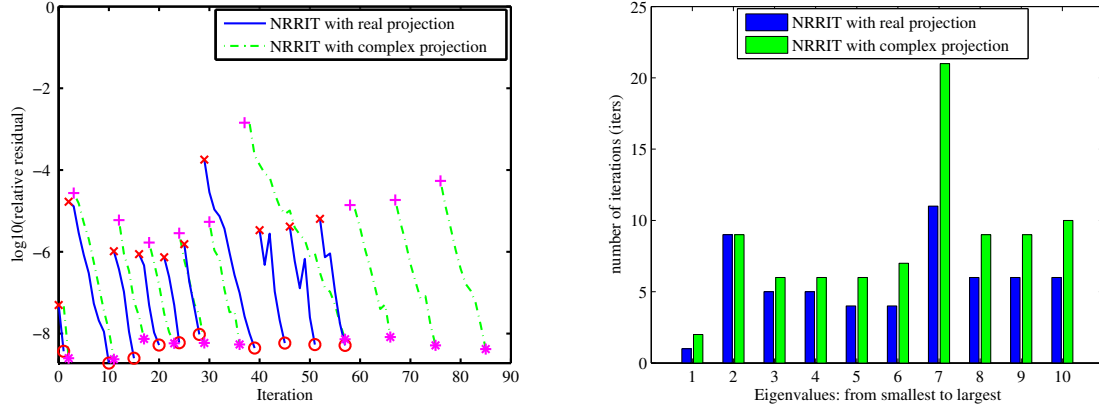 NRRIT with real projection
NRRIT with complex projection
log10(relative residual)
0
−2
−4
−6
−8
0 10 20 30 40 50 60 70 80 90
Iteration
NRRIT with real projection
NRRIT with complex projection
number of iterations (iters)
25
20
15
10
5
0
1 2 3 4 5 6 7 8 9 10
Eigenvalues: from smallest to largest